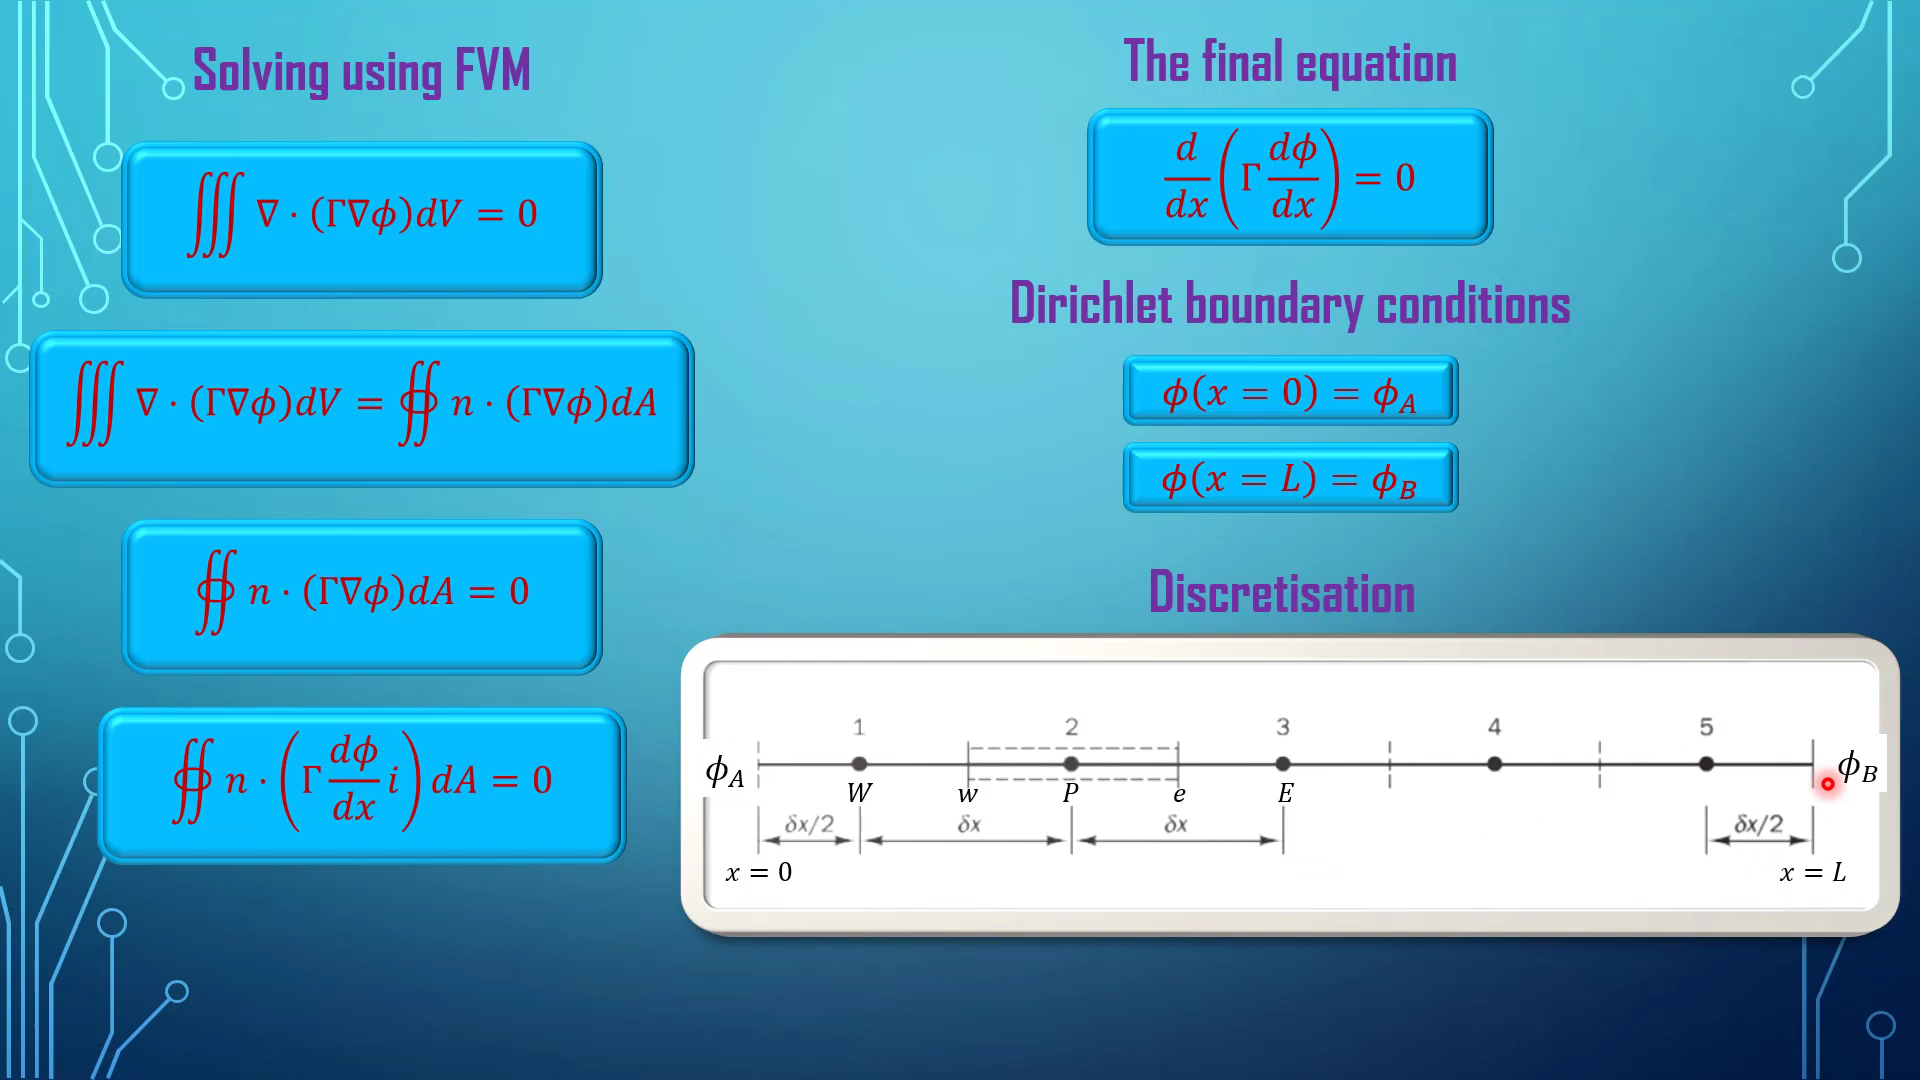 Solving using FVM
∭ ∇ · (Γ∇ϕ)dV = 0
∭ ∇ · (Γ∇ϕ)dV = ∯ n · (Γ∇ϕ)dA
∯ n · (Γ∇ϕ)dA = 0
∯ n · (Γ dϕ/dx i) dA = 0
The final equation
d/dx (Γ dϕ/dx) = 0
Dirichlet boundary conditions
ϕ(x = 0) = ϕ_A
ϕ(x = L) = ϕ_B
Discretisation
1 2 3 4 5
ϕ_A ϕ_B
W w P e E
δx/2 δx δx δx/2
x = 0 x = L